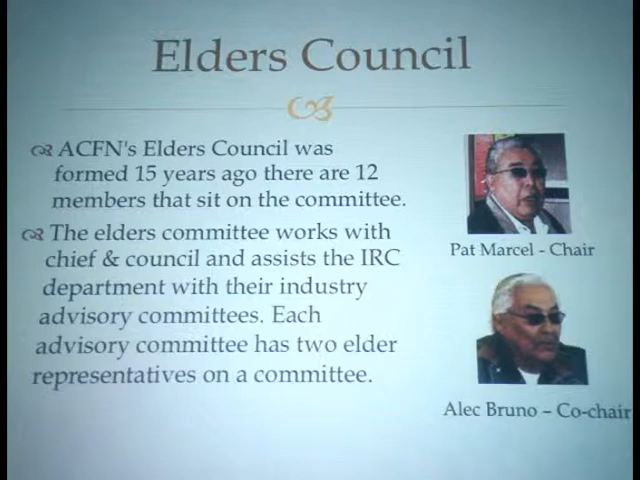 Elders Council
ACFN's Elders Council was
formed 15 years ago there are 12
members that sit on the committee.
The elders committee works with
chief & council and assists the IRC
department with their industry
advisory committees. Each
advisory committee has two elder
representatives on a committee.
Pat Marcel - Chair
Alec Bruno – Co-chair